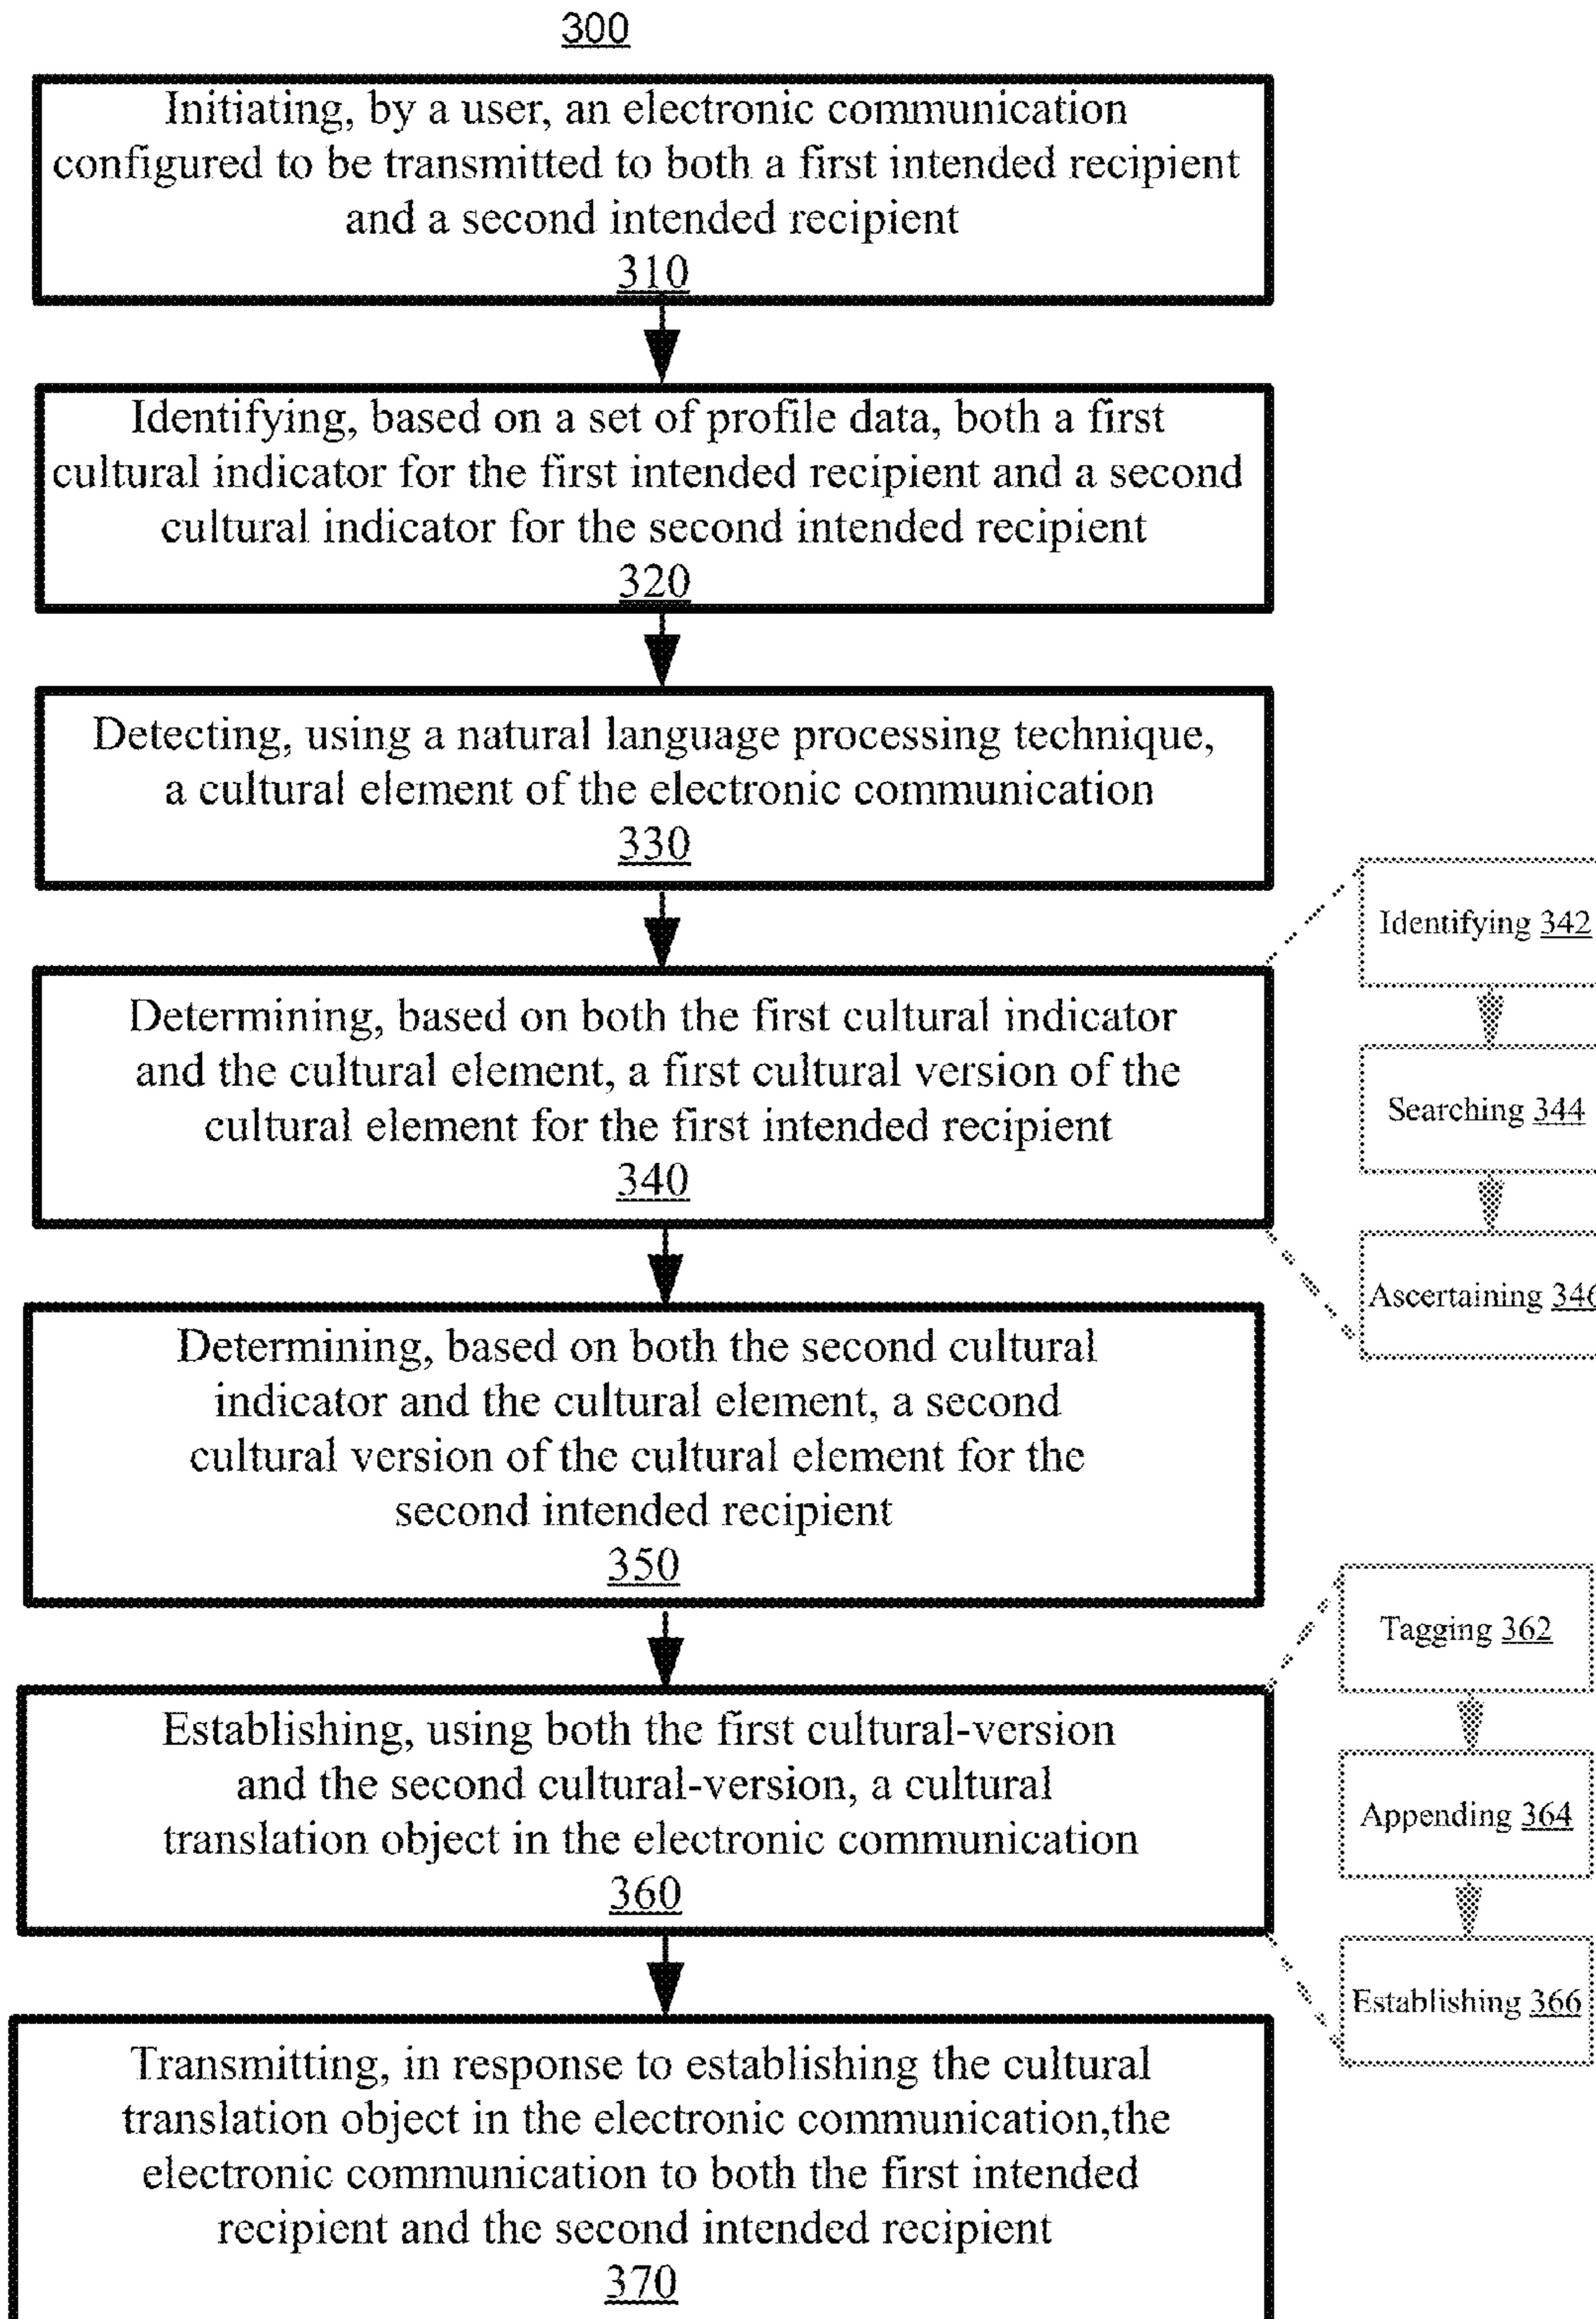 300
Initiating, by a user, an electronic communication
configured to be transmitted to both a first intended recipient
and a second intended recipient
310
Identifying, based on a set of profile data, both a first
cultural indicator for the first intended recipient and a second
cultural indicator for the second intended recipient
320
Detecting, using a natural language processing technique,
a cultural element of the electronic communication
330
Determining, based on both the first cultural indicator
and the cultural element, a first cultural version of the
cultural element for the first intended recipient
340
Identifying 342
Searching 344
Ascertaining 346
Determining, based on both the second cultural
indicator and the cultural element, a second
cultural version of the cultural element for the
second intended recipient
350
Establishing, using both the first cultural-version
and the second cultural-version, a cultural
translation object in the electronic communication
360
Tagging 362
Appending 364
Establishing 366
Transmitting, in response to establishing the cultural
translation object in the electronic communication,the
electronic communication to both the first intended
recipient and the second intended recipient
370